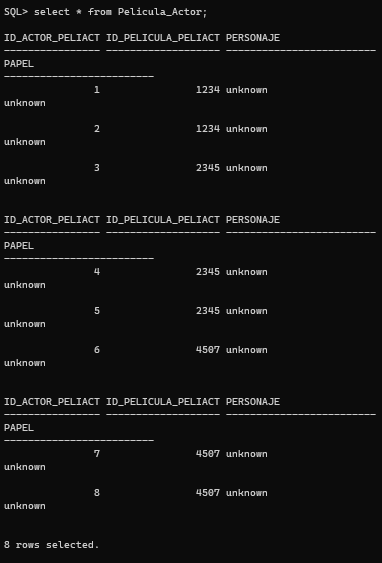 SQL> select * from Pelicula_Actor;
ID_ACTOR_PELIACT ID_PELICULA_PELIACT PERSONAJE
---------------- ------------------- -------------------------
PAPEL
-------------------------
               1                1234 unknown
unknown
               2                1234 unknown
unknown
               3                2345 unknown
unknown
ID_ACTOR_PELIACT ID_PELICULA_PELIACT PERSONAJE
---------------- ------------------- -------------------------
PAPEL
-------------------------
               4                2345 unknown
unknown
               5                2345 unknown
unknown
               6                4507 unknown
unknown
ID_ACTOR_PELIACT ID_PELICULA_PELIACT PERSONAJE
---------------- ------------------- -------------------------
PAPEL
-------------------------
               7                4507 unknown
unknown
               8                4507 unknown
unknown
8 rows selected.